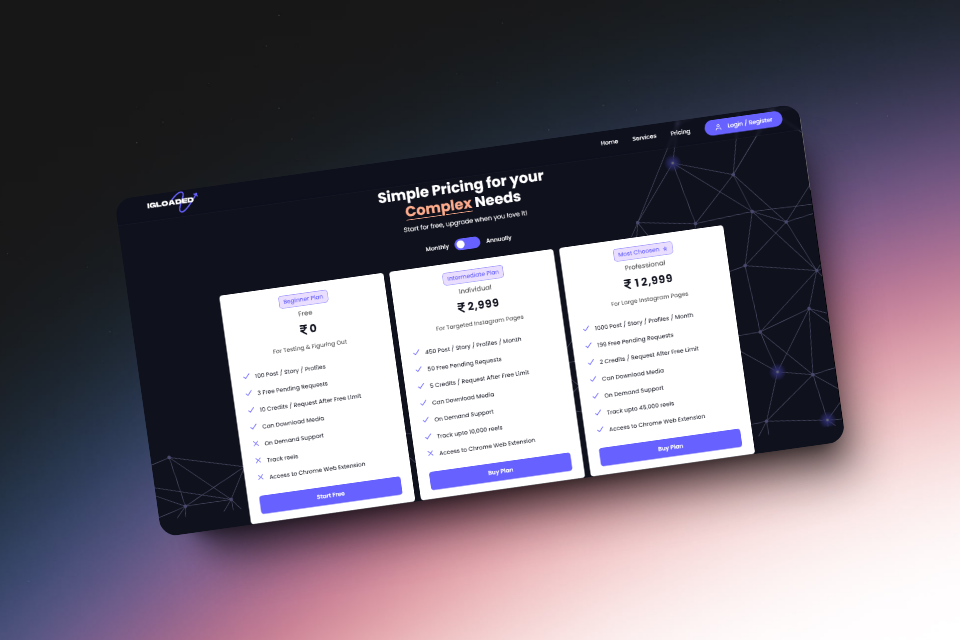 Home Services Pricing Login / Register
IGLOADED
Simple Pricing for your
Complex Needs
Start for free, upgrade when you love it!
Monthly Annually
Beginner Plan
Free
₹ 0
For Testing & Figuring Out
100 Post / Story / Profiles
3 Free Pending Requests
10 Credits / Request After Free Limit
Can Download Media
On Demand Support
Track reels
Access to Chrome Web Extension
Start Free
Intermediate Plan
Individual
₹ 2,999
For Targeted Instagram Pages
450 Post / Story / Profiles / Month
50 Free Pending Requests
5 Credits / Request After Free Limit
Can Download Media
On Demand Support
Track upto 10,000 reels
Access to Chrome Web Extension
Buy Plan
Most Choosen
Professional
₹ 12,999
For Large Instagram Pages
1000 Post / Story / Profiles / Month
199 Free Pending Requests
2 Credits / Request After Free Limit
Can Download Media
On Demand Support
Track upto 45,000 reels
Access to Chrome Web Extension
Buy Plan